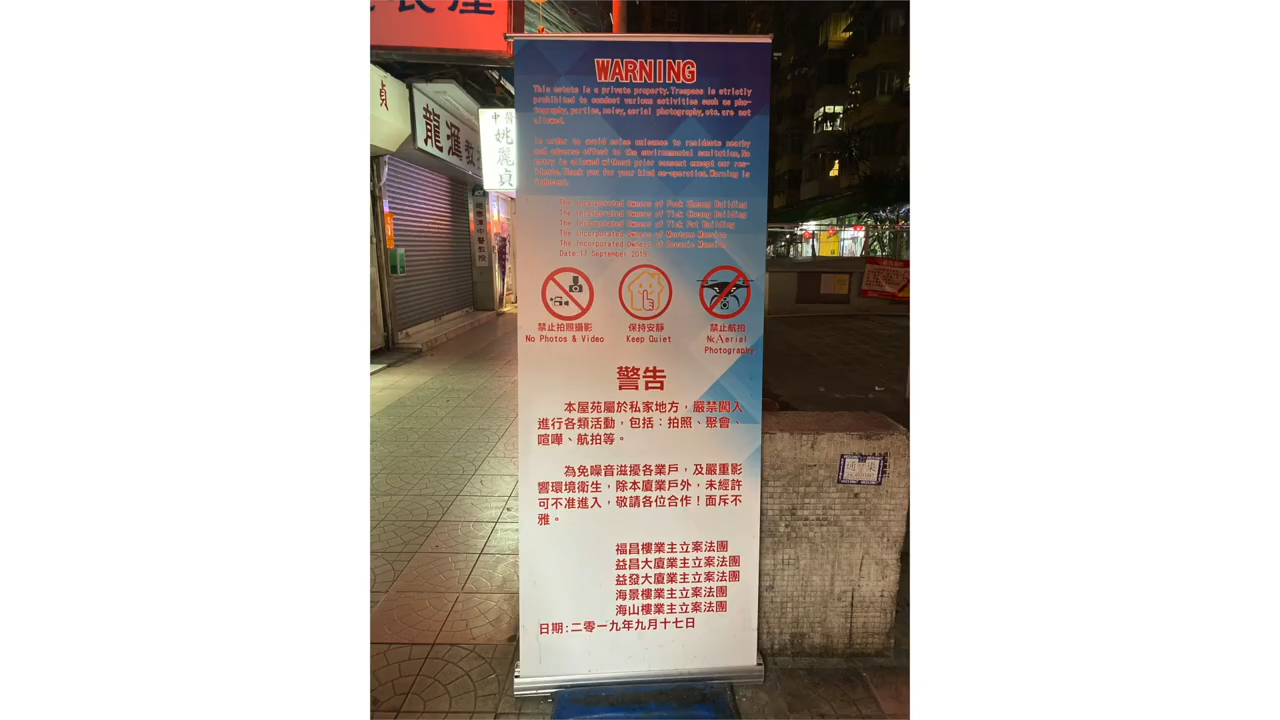 貞
龍滙教
中醫
姚麗貞
WARNING
This estate is a private property.Trespass is strictly
prohibited to conduct various activities such as pho-
tography,parties,noisy,aerial photography,etc.are not
allowed.
In order to avoid noise nuisance to residents nearby
and adverse effect to the environmental sanitation,No
entry is allowed without prior consent except our res-
idents.Thank you for your kind co-operation.Warning is
The Incorporated Owners of Fook Cheong Building
The Incorporated Owners of Yick Cheong Building
The Incorporated Owners of Yick Fat Building
The Incorporated Owners of Montane Mansion
The Incorporated Owners of Oceanic Mansion
Date:17 September 2019
禁止拍照攝影
No Photos & Video
保持安靜
Keep Quiet
禁止航拍
No Aerial
Photography
警告
本屋苑屬於私家地方，嚴禁闖入
進行各類活動，包括：拍照、聚會、
喧嘩、航拍等。
為免噪音滋擾各業戶，及嚴重影
響環境衛生，除本廈業戶外，未經許
可不准進入，敬請各位合作！面斥不
雅。
福昌樓業主立案法團
益昌大廈業主立案法團
益發大廈業主立案法團
海景樓業主立案法團
海山樓業主立案法團
日期:二零一九年九月十七日